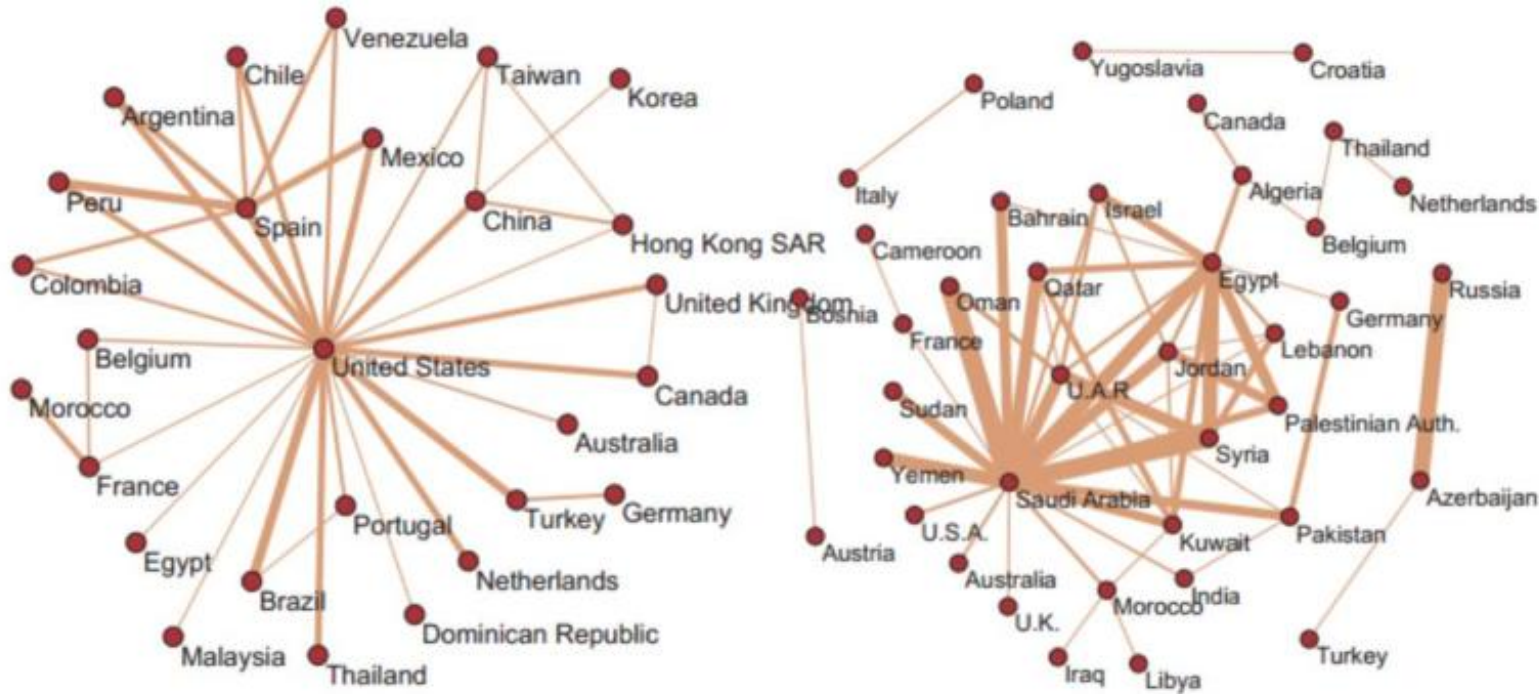 Venezuela
Chile
Taiwan
Korea
Argentina
Mexico
Peru
Spain
China
Hong Kong SAR
Colombia
United Kingdom
Belgium
United States
Morocco
Canada
Australia
France
Portugal
Turkey
Germany
Egypt
Brazil
Netherlands
Dominican Republic
Malaysia
Thailand
Yugoslavia
Croatia
Poland
Canada
Thailand
Italy
Bahrain
Israel
Algeria
Netherlands
Cameroon
Belgium
Oman
Qatar
Egypt
Russia
Bosnia
Germany
France
Jordan
Lebanon
U.A.R
Sudan
Palestinian Auth.
Syria
Yemen
Saudi Arabia
Azerbaijan
U.S.A.
Kuwait
Pakistan
Austria
Australia
India
U.K.
Morocco
Iraq
Libya
Turkey